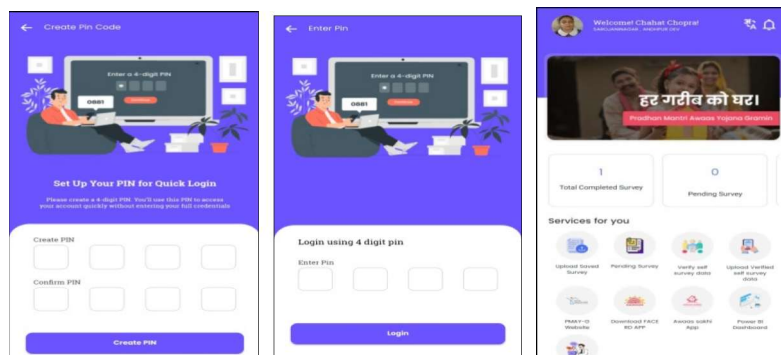 Create Pin Code
Enter a 4-digit PIN
0881
Set Up Your PIN for Quick Login
Please create a 4-digit PIN. You'll use this PIN to access
your account quickly without entering your full credentials
Create PIN
Confirm PIN
Create PIN
Enter Pin
Enter a 4-digit PIN
0881
Login using 4 digit pin
Enter Pin
Login
Welcome! Chahat Chopra!
हर गरीब को घर।
Pradhan Mantri Awaas Yojana Gramin
1
Total Completed Survey
0
Pending Survey
Services for you
Upload Saved
Survey
Pending Survey
Verify self
survey data
Upload Verified
self survey
data
PMAY-G
Website
Download FACE
RD APP
Awaas
App
Power BI
Dashboard